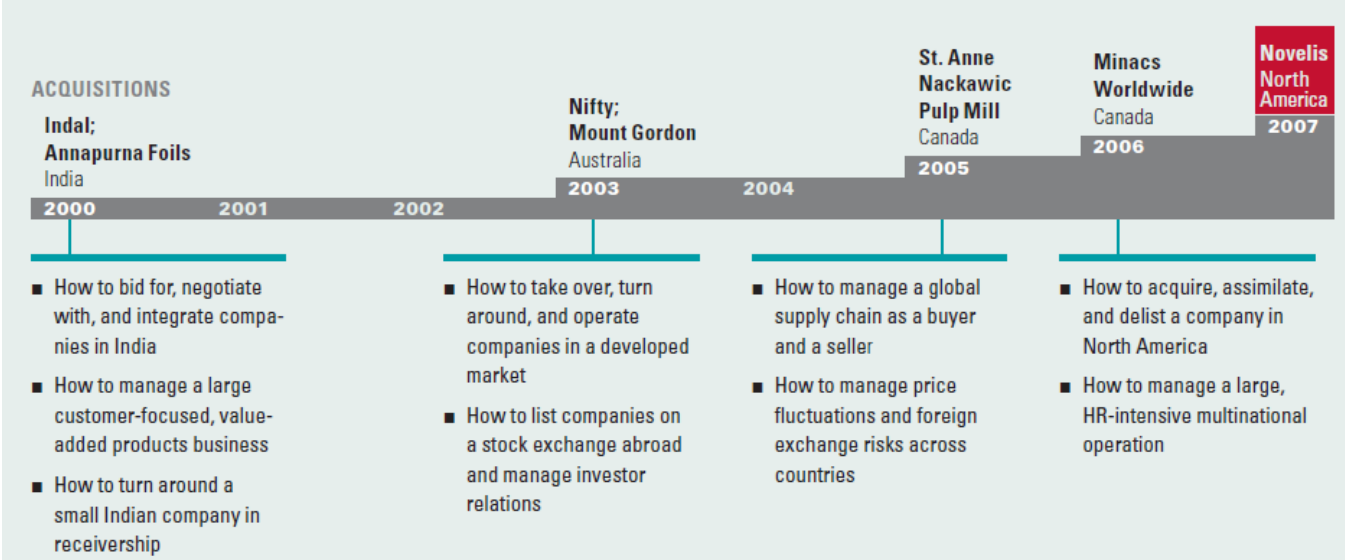 ACQUISITIONS
Indal;
Annapurna Foils
India
2000
2001
2002
Nifty;
Mount Gordon
Australia
2003
2004
St. Anne
Nackawic
Pulp Mill
Canada
2005
Minacs
Worldwide
Canada
2006
Novelis
North
America
2007
■ How to bid for, negotiate
with, and integrate compa-
nies in India
■ How to manage a large
customer-focused, value-
added products business
■ How to turn around a
small Indian company in
receivership
■ How to take over, turn
around, and operate
companies in a developed
market
■ How to list companies on
a stock exchange abroad
and manage investor
relations
■ How to manage a global
supply chain as a buyer
and a seller
■ How to manage price
fluctuations and foreign
exchange risks across
countries
■ How to acquire, assimilate,
and delist a company in
North America
■ How to manage a large,
HR-intensive multinational
operation